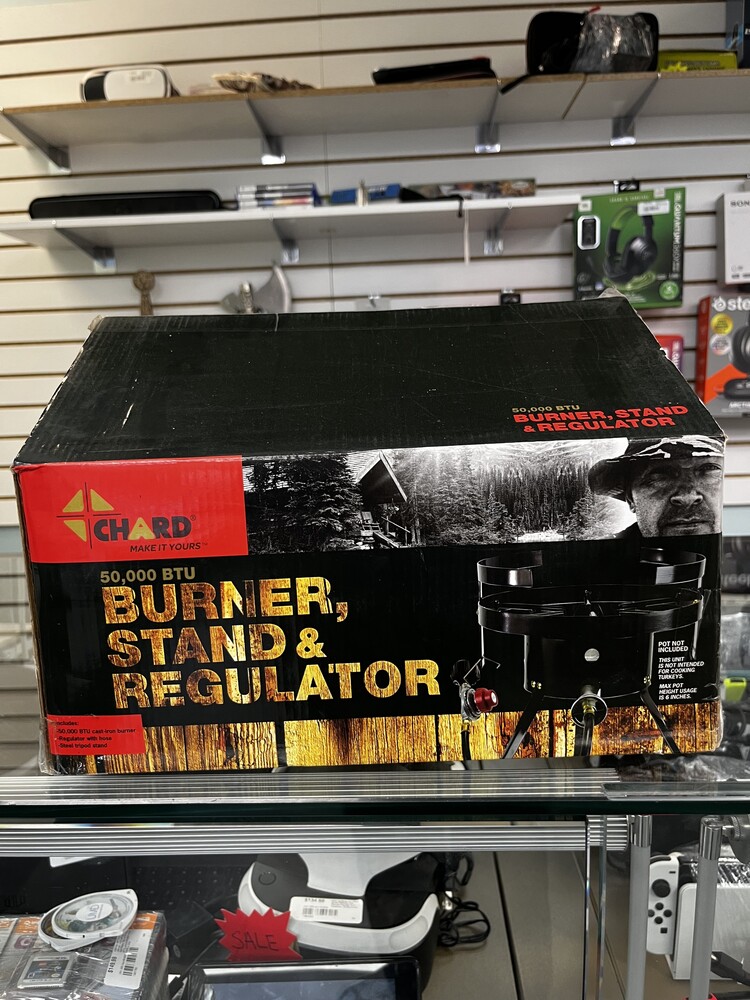 50,000 BTU
BURNER, STAND
& REGULATOR
CHARD
MAKE IT YOURS™
50,000 BTU
BURNER,
STAND &
REGULATOR
POT NOT
INCLUDED
THIS UNIT
IS NOT INTENDED
FOR COOKING
TURKEYS.
MAX POT
HEIGHT USAGE
IS 6 INCHES.
Includes:
-50,000 BTU cast-iron burner
-Regulator with hose
-Steel tripod stand
SONY
SALE
UMD